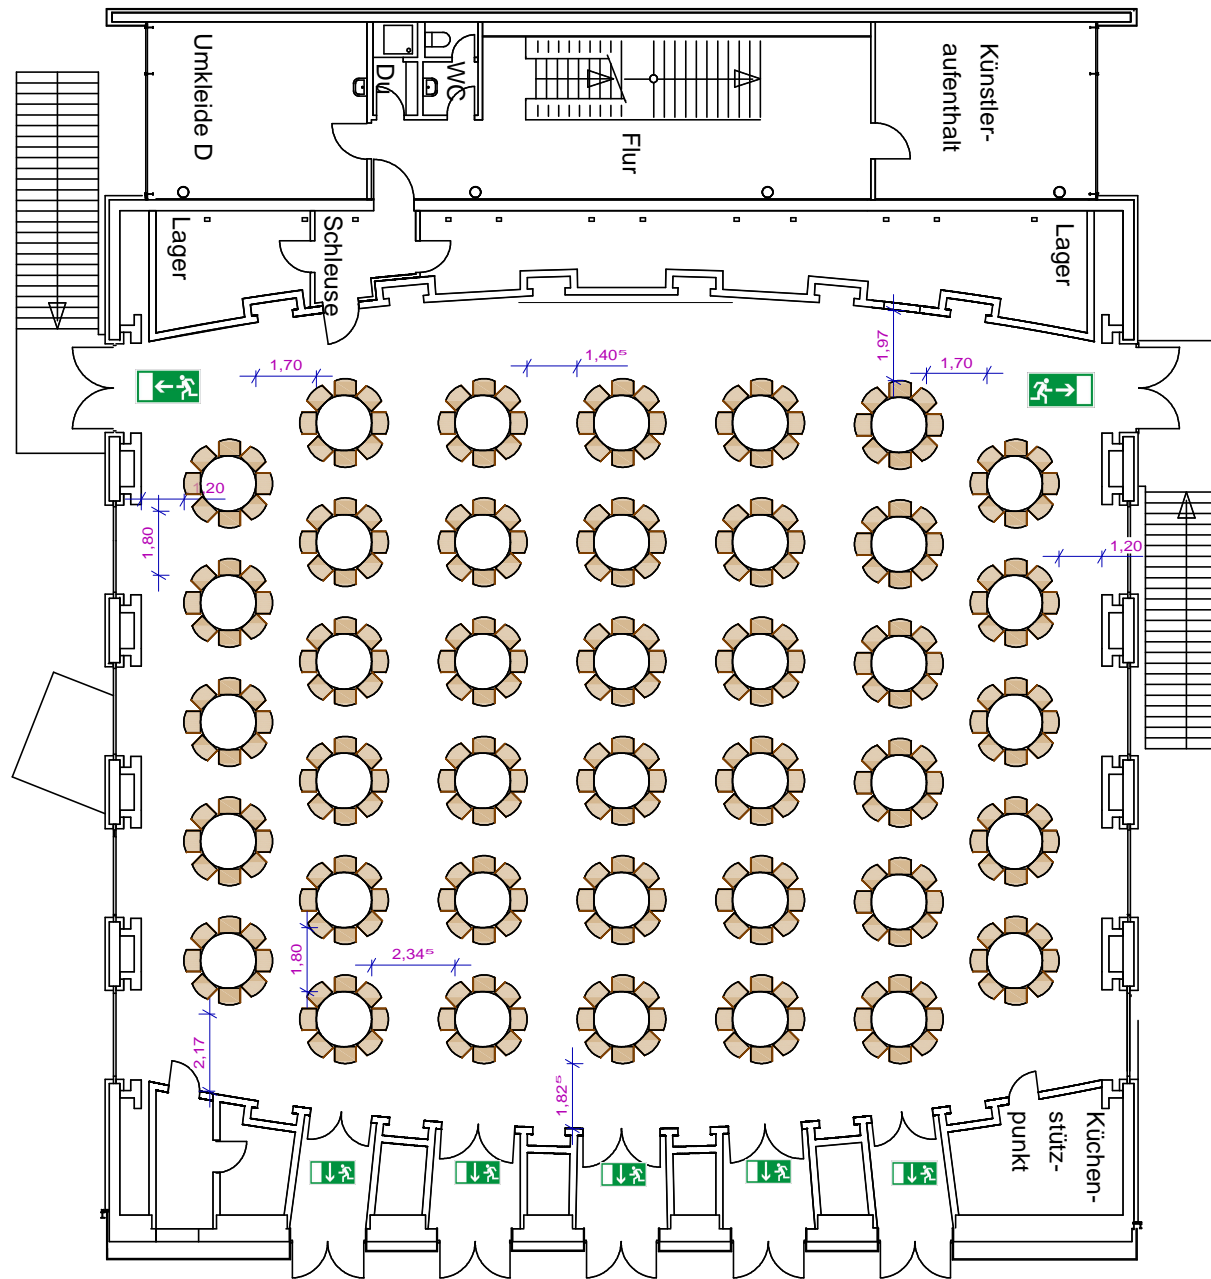 Umkleide D
Du
WC
Flur
Künstler-
aufenthalt
Lager
Schleuse
Lager
1,70
1,40⁵
1,97
1,70
1,20
1,80
1,20
1,80
2,34⁵
2,17
1,82⁵
Küchen-
stütz-
punkt